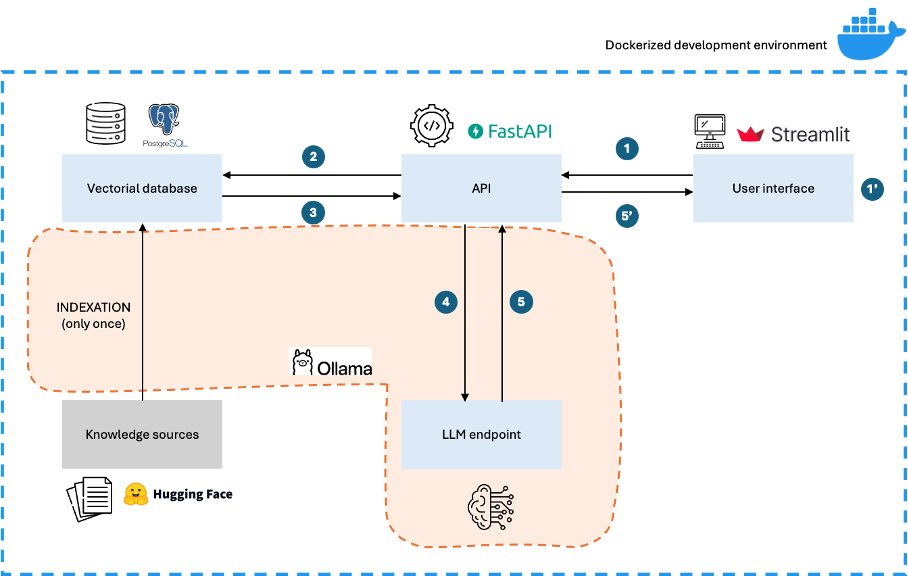 Dockerized development environment
PostgreSQL
FastAPI
Streamlit
Vectorial database
2
3
API
1
5’
User interface
1’
INDEXATION
(only once)
4
5
Ollama
Knowledge sources
LLM endpoint
Hugging Face